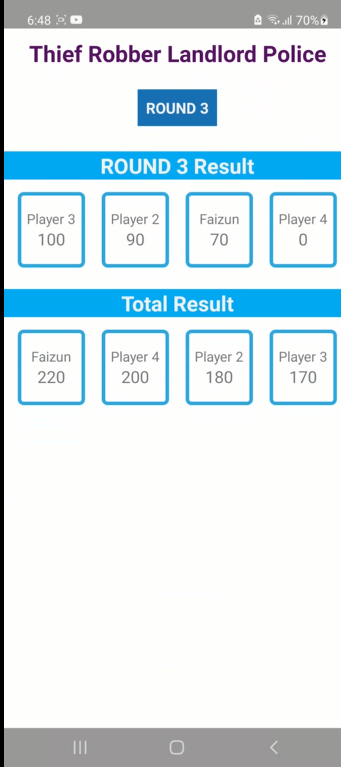 6:48 70%
Thief Robber Landlord Police
ROUND 3
ROUND 3 Result
Player 3 Player 2 Faizun Player 4
100 90 70 0
Total Result
Faizun Player 4 Player 2 Player 3
220 200 180 170